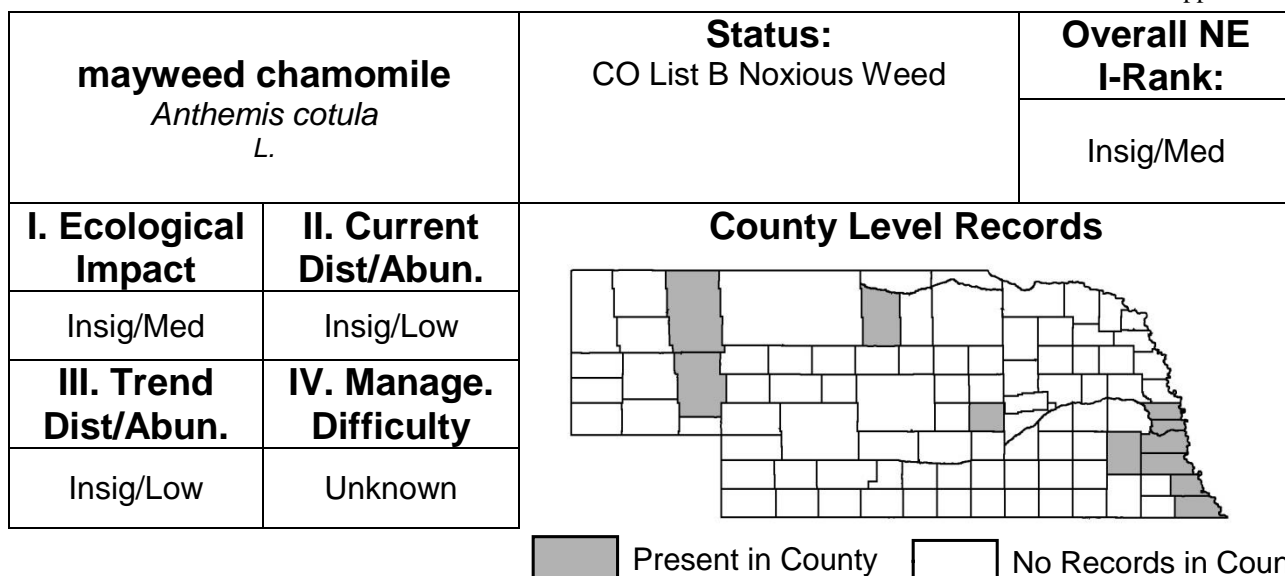 mayweed chamomile
Anthemis cotula
L.
Status:
CO List B Noxious Weed
Overall NE
I-Rank:
Insig/Med
I. Ecological
Impact
II. Current
Dist/Abun.
Insig/Med
Insig/Low
III. Trend
Dist/Abun.
IV. Manage.
Difficulty
Insig/Low
Unknown
County Level Records
Present in County
No Records in Coun